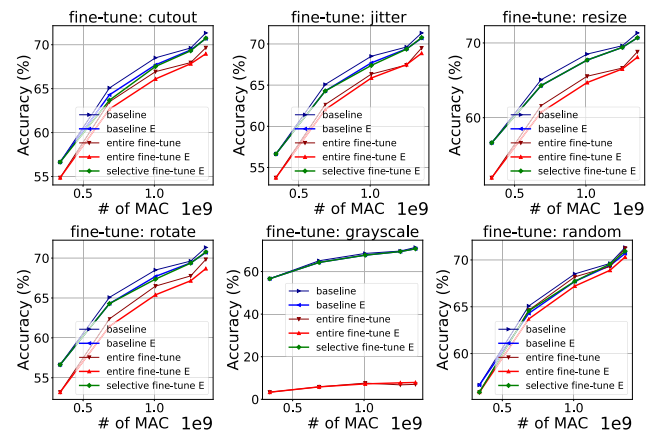 fine-tune: cutout
Accuracy (%)
70
65
60
55
0.5
1.0
# of MAC
1e9
baseline
baseline E
entire fine-tune
entire fine-tune E
selective fine-tune E
fine-tune: jitter
Accuracy (%)
70
65
60
55
0.5
1.0
# of MAC
1e9
baseline
baseline E
entire fine-tune
entire fine-tune E
selective fine-tune E
fine-tune: resize
Accuracy (%)
70
60
0.5
1.0
# of MAC
1e9
baseline
baseline E
entire fine-tune
entire fine-tune E
selective fine-tune E
fine-tune: rotate
Accuracy (%)
70
65
60
55
0.5
1.0
# of MAC
1e9
baseline
baseline E
entire fine-tune
entire fine-tune E
selective fine-tune E
fine-tune: grayscale
Accuracy (%)
60
40
20
0
0.5
1.0
# of MAC
1e9
baseline
baseline E
entire fine-tune
entire fine-tune E
selective fine-tune E
fine-tune: random
Accuracy (%)
70
65
60
0.5
1.0
# of MAC
1e9
baseline
baseline E
entire fine-tune
entire fine-tune E
selective fine-tune E